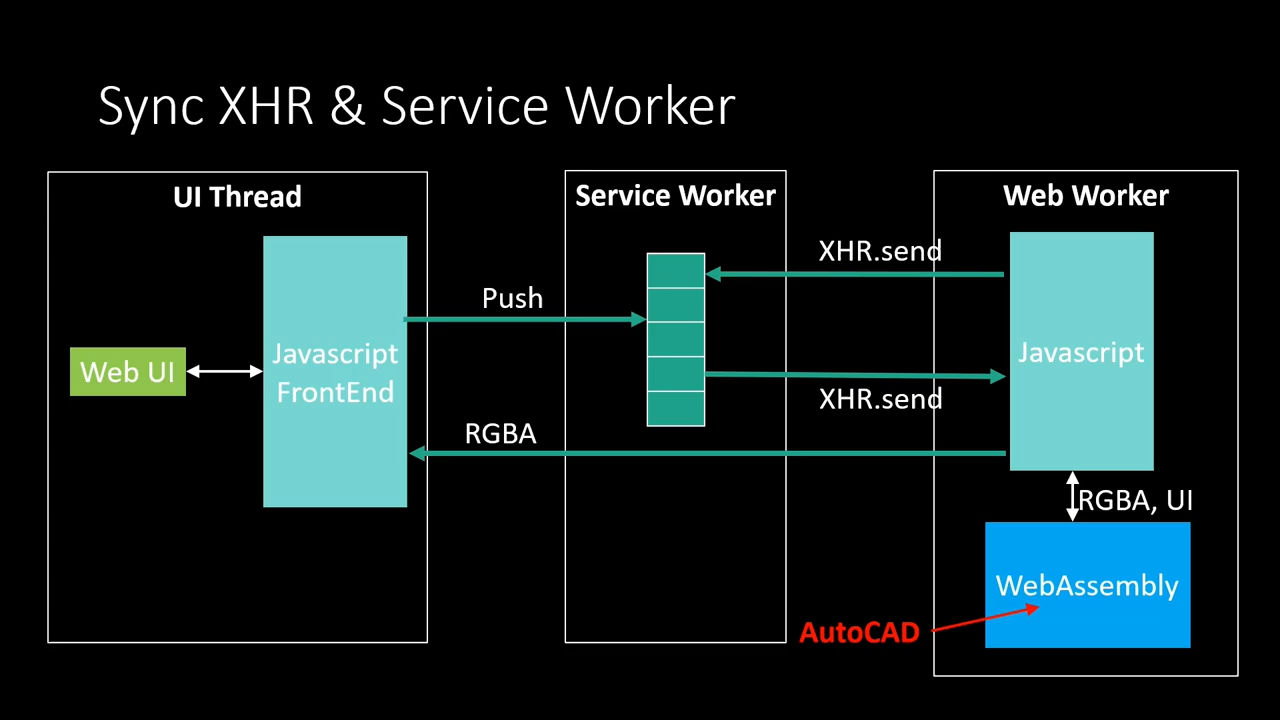 Sync XHR & Service Worker
UI Thread
Service Worker
Web Worker
XHR.send
Push
Javascript
FrontEnd
Web UI
Javascript
XHR.send
RGBA
RGBA, UI
WebAssembly
AutoCAD